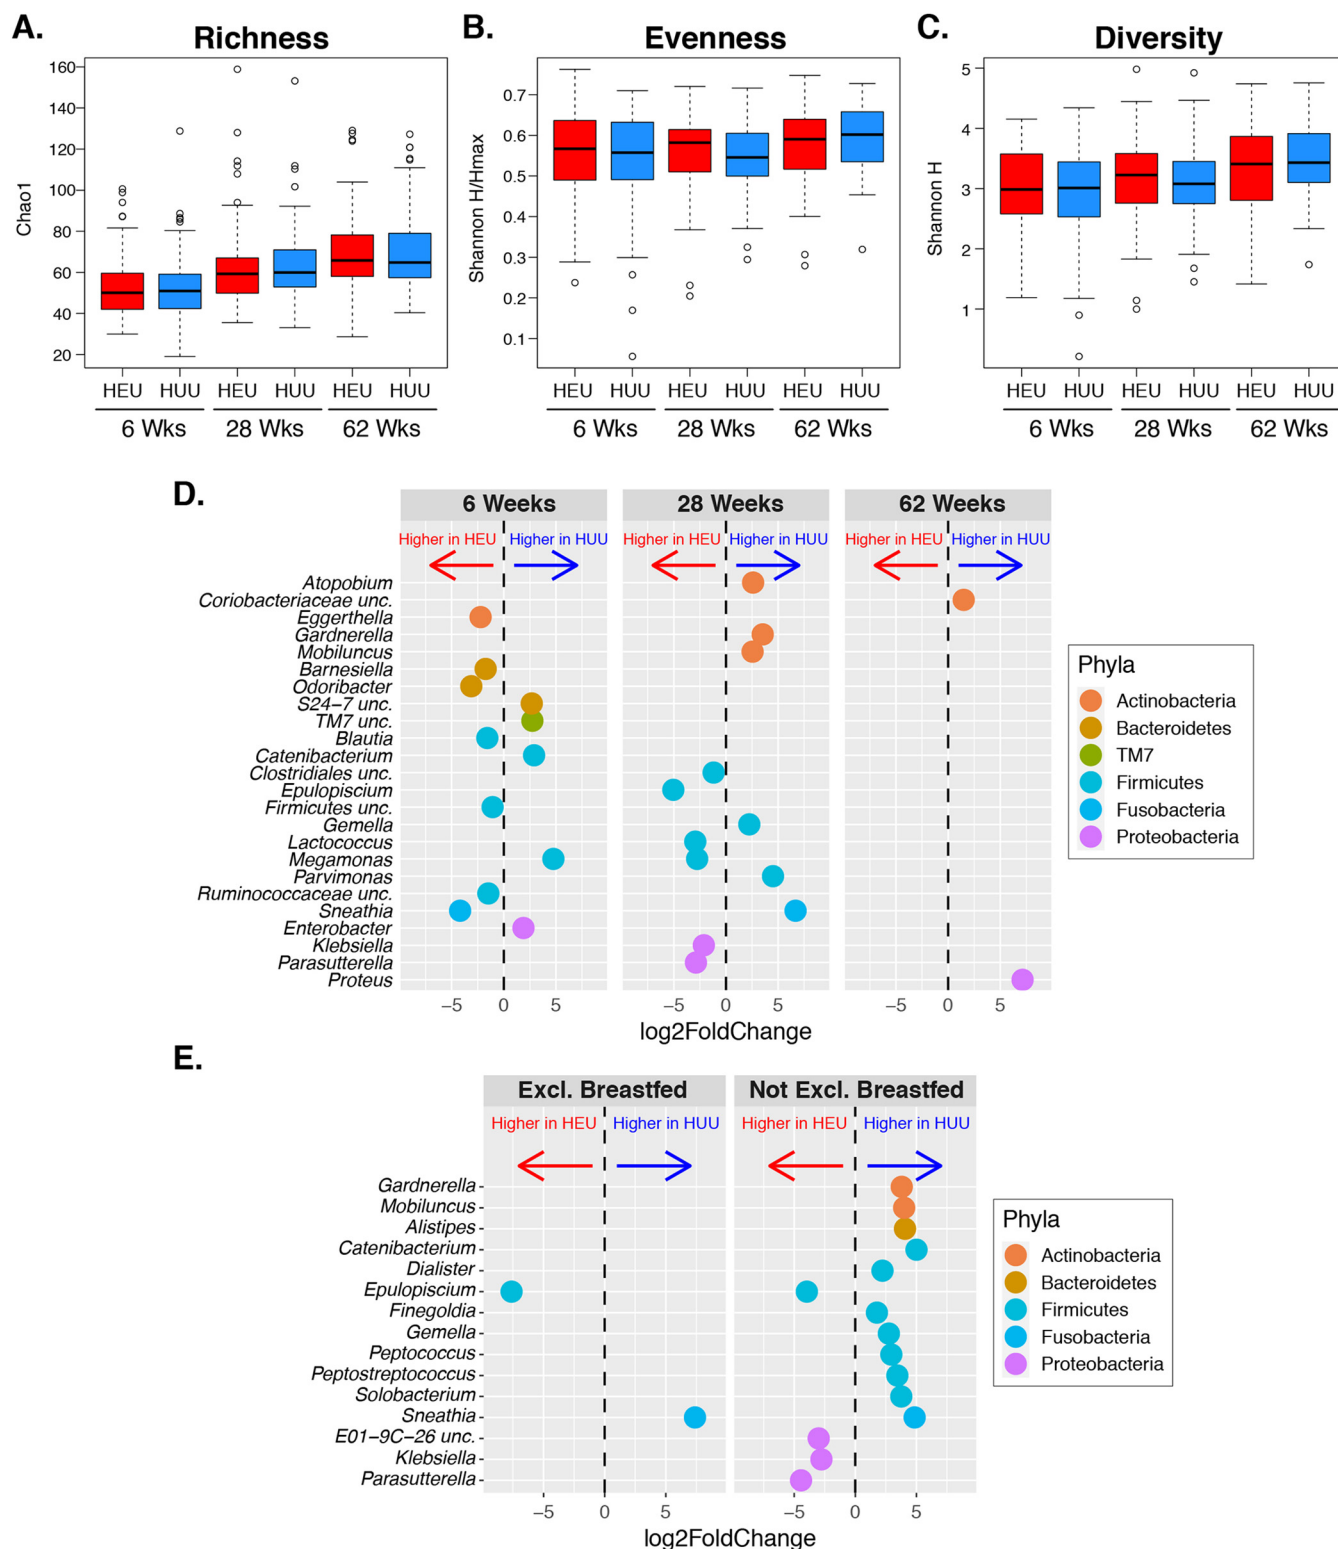 A.
Richness
Chao1
160
140
120
100
80
60
40
20
HEU HUU HEU HUU HEU HUU
6 Wks 28 Wks 62 Wks
B.
Evenness
Shannon H/Hmax
0.7
0.6
0.5
0.4
0.3
0.2
0.1
HEU HUU HEU HUU HEU HUU
6 Wks 28 Wks 62 Wks
C.
Diversity
Shannon H
5
4
3
2
1
HEU HUU HEU HUU HEU HUU
6 Wks 28 Wks 62 Wks
D.
6 Weeks 28 Weeks 62 Weeks
Higher in HEU Higher in HUU Higher in HEU Higher in HUU Higher in HEU Higher in HUU
Atopobium
Coriobacteriaceae unc.
Eggerthella
Gardnerella
Mobiluncus
Barnesiella
Odoribacter
S24−7 unc.
TM7 unc.
Blautia
Catenibacterium
Clostridiales unc.
Epulopiscium
Firmicutes unc.
Gemella
Lactococcus
Megamonas
Parvimonas
Ruminococcaceae unc.
Sneathia
Enterobacter
Klebsiella
Parasutterella
Proteus
−5 0 5 −5 0 5 −5 0 5
log2FoldChange
Phyla
Actinobacteria
Bacteroidetes
TM7
Firmicutes
Fusobacteria
Proteobacteria
E.
Excl. Breastfed Not Excl. Breastfed
Higher in HEU Higher in HUU Higher in HEU Higher in HUU
Gardnerella
Mobiluncus
Alistipes
Catenibacterium
Dialister
Epulopiscium
Finegoldia
Gemella
Peptococcus
Peptostreptococcus
Solobacterium
Sneathia
E01−9C−26 unc.
Klebsiella
Parasutterella
−5 0 5 −5 0 5
log2FoldChange
Phyla
Actinobacteria
Bacteroidetes
Firmicutes
Fusobacteria
Proteobacteria